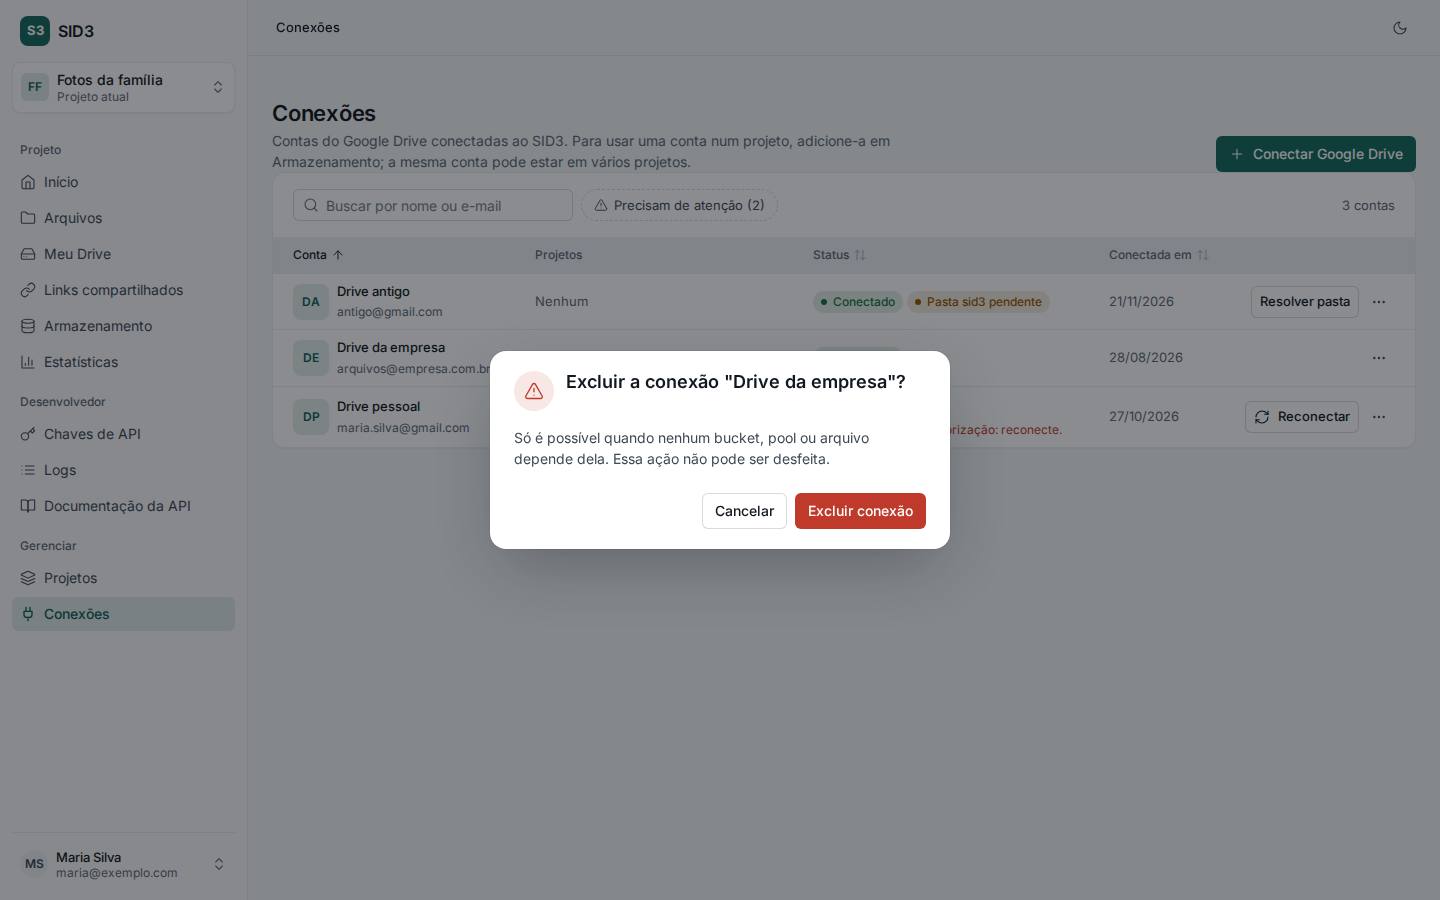 S3 SID3
FF Fotos da família
Projeto atual
Projeto
Início
Arquivos
Meu Drive
Links compartilhados
Armazenamento
Estatísticas
Desenvolvedor
Chaves de API
Logs
Documentação da API
Gerenciar
Projetos
Conexões
MS Maria Silva
maria@exemplo.com
Conexões
Conexões
Contas do Google Drive conectadas ao SID3. Para usar uma conta num projeto, adicione-a em
Armazenamento; a mesma conta pode estar em vários projetos.
Conectar Google Drive
Buscar por nome ou e-mail
Precisam de atenção (2)
3 contas
Conta Projetos Status Conectada em
DA Drive antigo
antigo@gmail.com
Nenhum Conectado Pasta sid3 pendente 21/11/2026 Resolver pasta
DE Drive da empresa
arquivos@empresa.com.br
28/08/2026
DP Drive pessoal
maria.silva@gmail.com
reconecte.
27/10/2026 Reconectar
Excluir a conexão "Drive da empresa"?
Só é possível quando nenhum bucket, pool ou arquivo
depende dela. Essa ação não pode ser desfeita.
Cancelar Excluir conexão